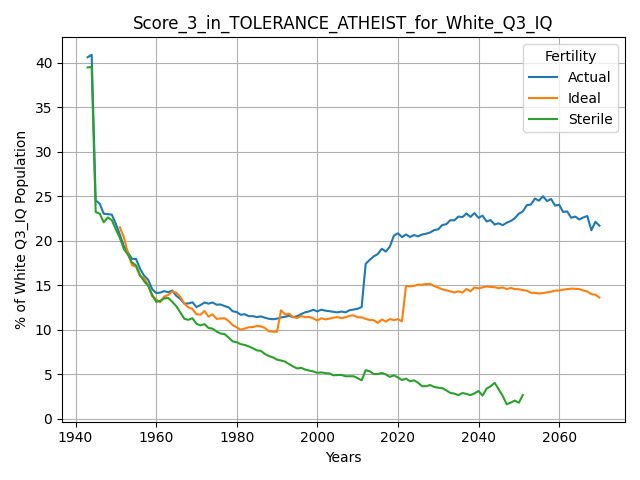 Score_3_in_TOLERANCE_ATHEIST_for_White_Q3_IQ
% of White Q3_IQ Population
40
35
30
25
20
15
10
5
0
Fertility
Actual
Ideal
Sterile
1940 1960 1980 2000 2020 2040 2060
Years